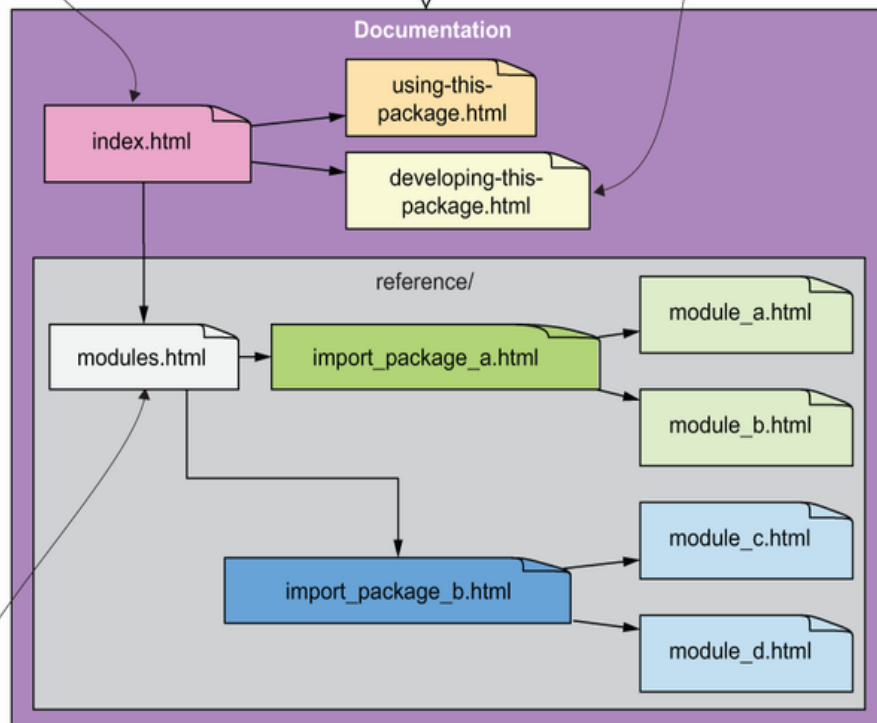 Documentation
using-this-
package.html
index.html
developing-this-
package.html
reference/
module_a.html
modules.html
import_package_a.html
module_b.html
module_c.html
import_package_b.html
module_d.html